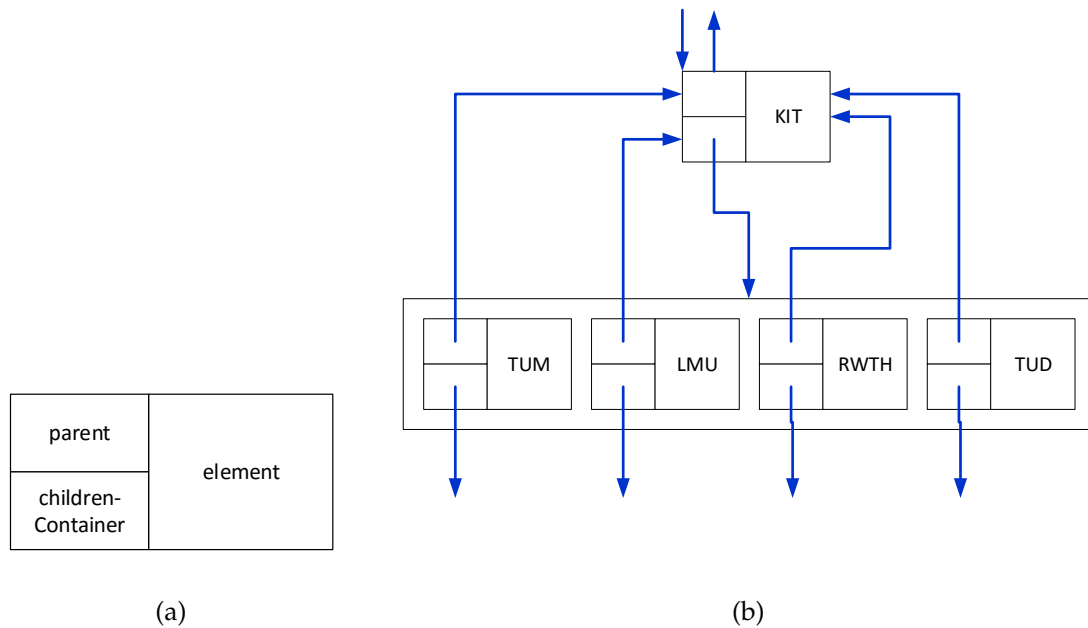 KIT
TUM
LMU
RWTH
TUD
parent
element
children-
Container
(a)
(b)